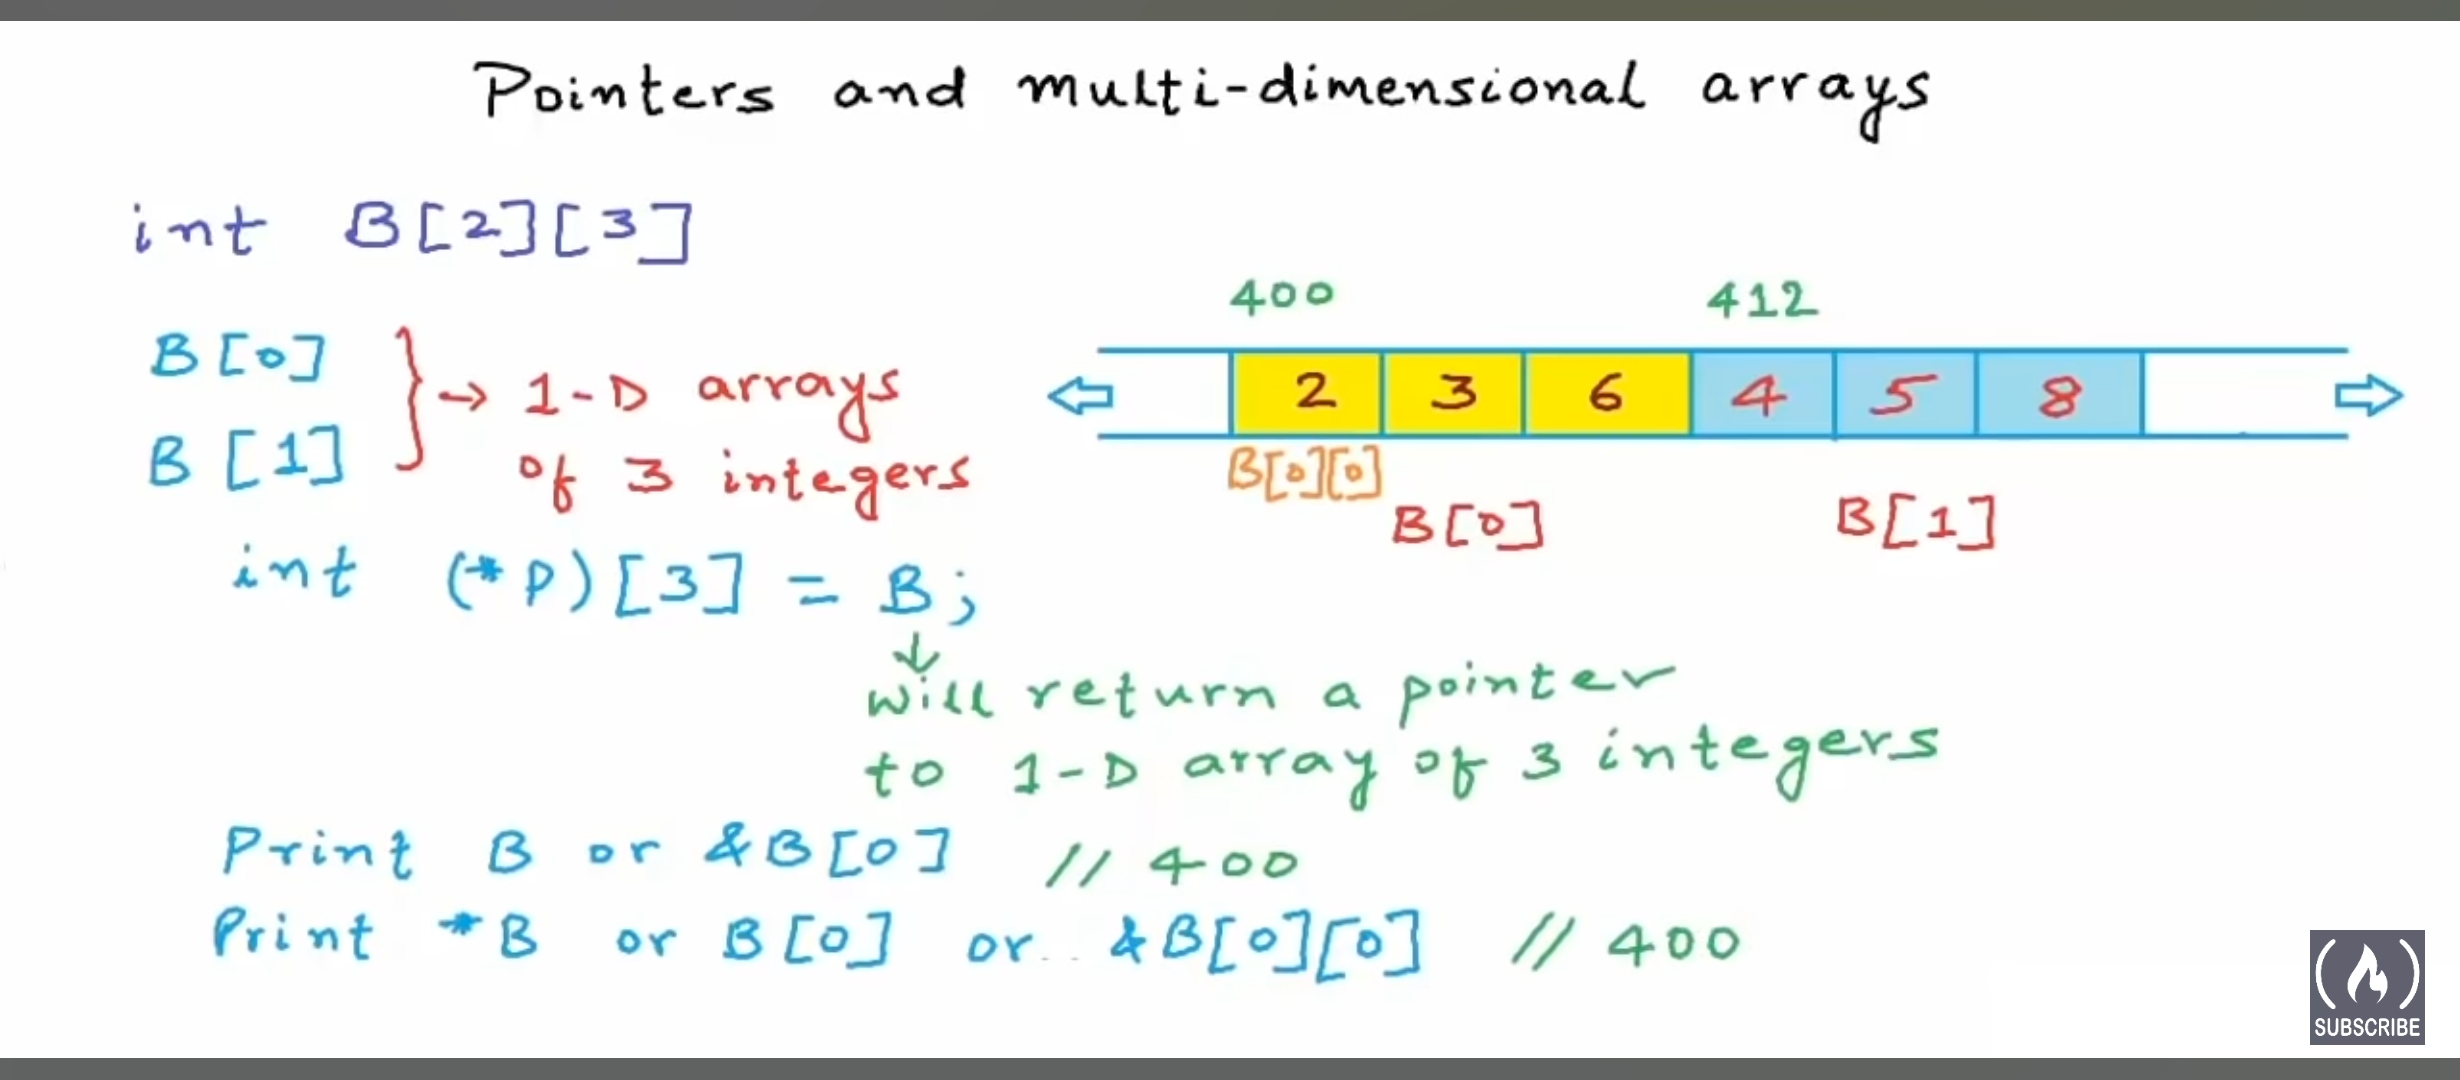 Pointers and multi-dimensional arrays
int B[2][3]
400 412
B[0]
B[1]
} → 1-D arrays
of 3 integers
2 3 6 4 5 8
B[0][0]
B[0] B[1]
int (*P)[3] = B;
↓
will return a pointer
to 1-D array of 3 integers
Print B or &B[0] // 400
Print *B or B[0] or.. &B[0][0] // 400
SUBSCRIBE